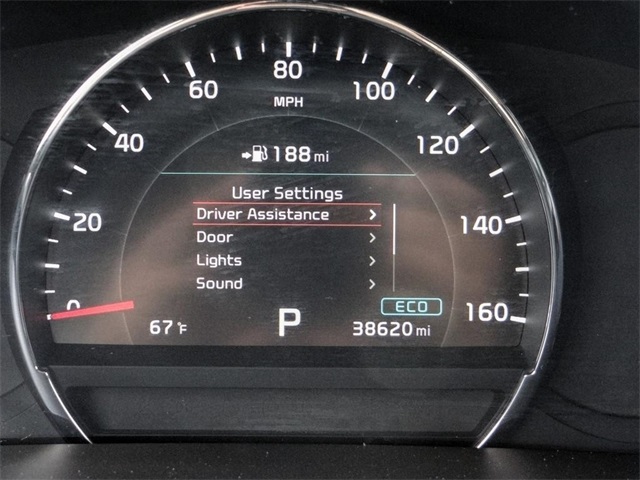 80
60
100
MPH
40
120
188 mi
User Settings
Driver Assistance >
20
140
Door >
Lights >
Sound >
0
ECO
160
67°F
P
38620 mi